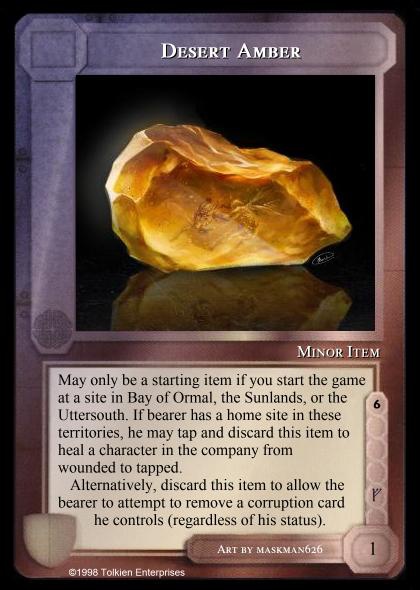 DESERT AMBER
MINOR ITEM
May only be a starting item if you start the game
at a site in Bay of Ormal, the Sunlands, or the
Uttersouth. If bearer has a home site in these
territories, he may tap and discard this item to
heal a character in the company from
wounded to tapped.
Alternatively, discard this item to allow the
bearer to attempt to remove a corruption card
he controls (regardless of his status).
6
ᚠ
ART BY MASKMAN626
1
©1998 Tolkien Enterprises